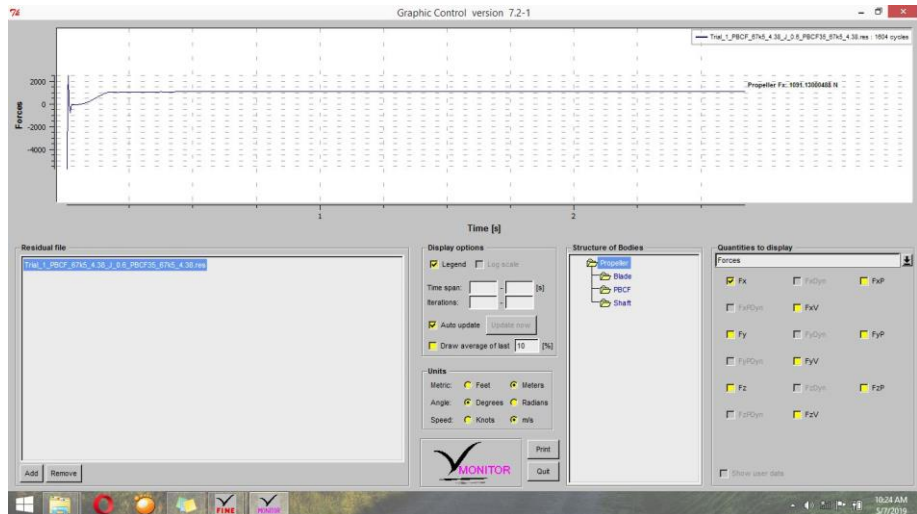 Graphic Control version 7.2-1
Trial_1_PBCF_67k5_4.38_J_0.6_PBCF35_67k5_4.38.res : 1604 cycles
Propeller Fx: 1091.13080488 N
2000
0
-2000
-4000
Forces
1
2
Time [s]
Residual file
Trial_1_PBCF_67k5_4.38_J_0.6_PBCF35_67k5_4.38.res
Add
Remove
Display options
Legend
Log scale
Time span:
-
[s]
Iterations:
-
Auto update
Update now
Draw average of last
10
[%]
Units
Metric:
Feet
Meters
Angle:
Degrees
Radians
Speed:
Knots
m/s
MONITOR
Print
Quit
Structure of Bodies
Propeller
Blade
PBCF
Shaft
Quantities to display
Forces
Fx
FxDyn
FxP
FxPDyn
FxV
Fy
FyDyn
FyP
FyPDyn
FyV
Fz
FzDyn
FzP
FzPDyn
FzV
Show user data
FINE
MONITOR
10:24 AM
5/7/2019